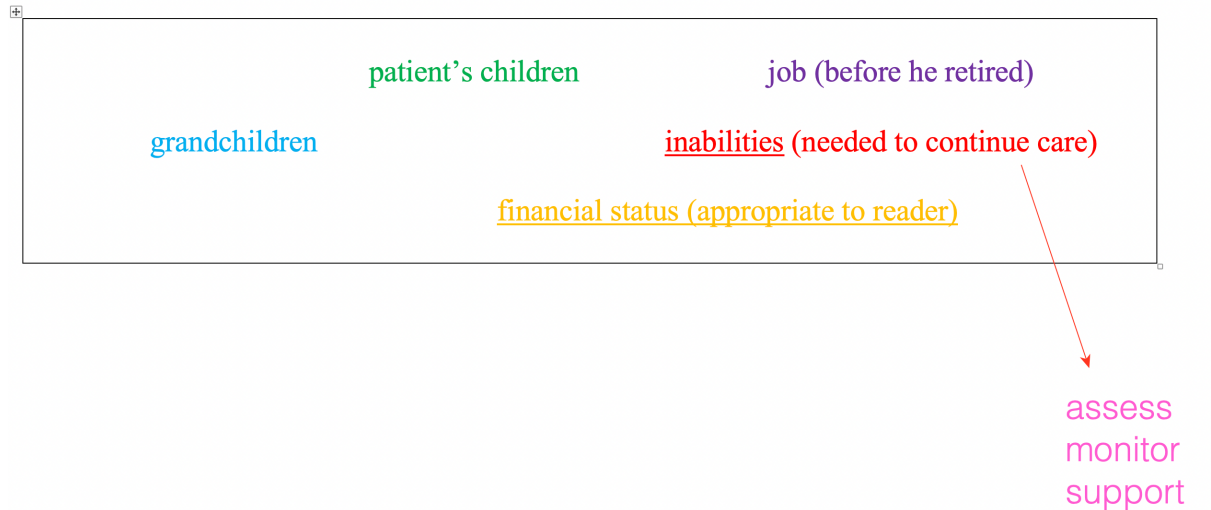 patient’s children job (before he retired)
grandchildren inabilities (needed to continue care)
financial status (appropriate to reader)
assess
monitor
support